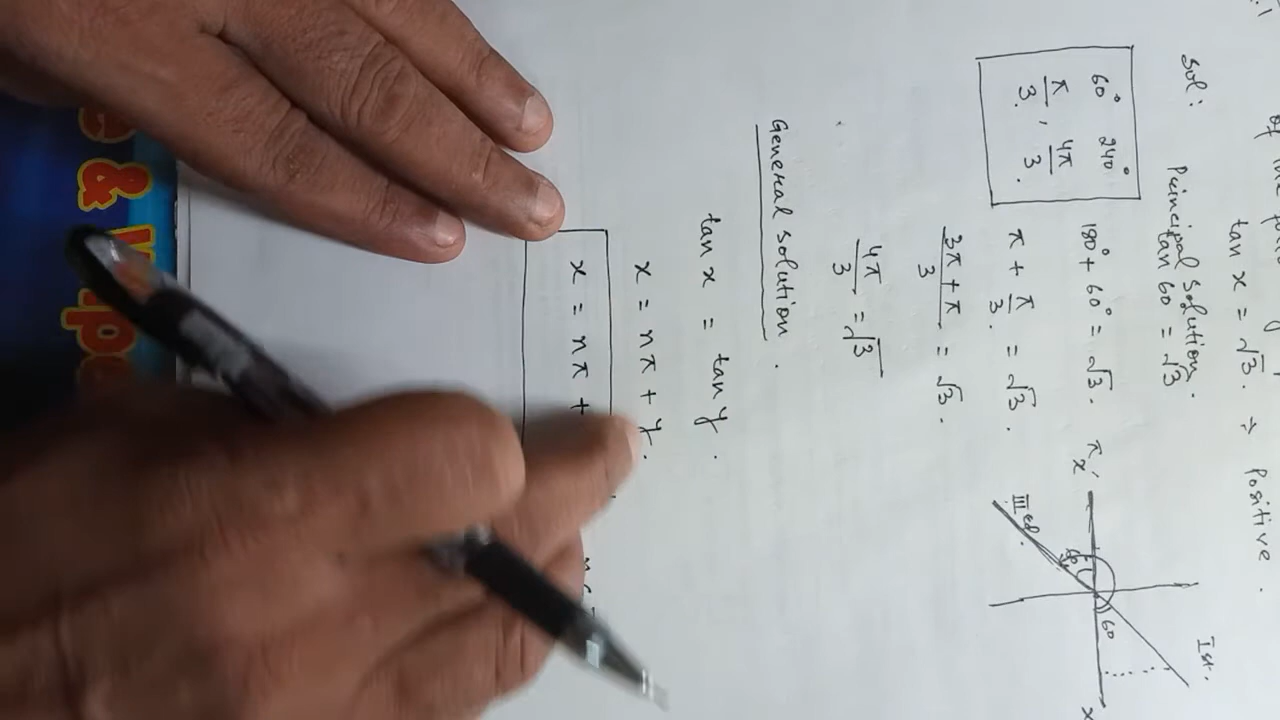 tan x = √3. → Positive.
Sol: Principal Solution.
tan 60 = √3
60° 240°
π/3, 4π/3.
180° + 60° = √3.
π + π/3. = √3.
3π + π/3 = √3.
4π/3 = √3
π x'
IIIrd.
60
Ist.
x
General Solution.
tan x = tan y.
x = nπ + y.
x = nπ +